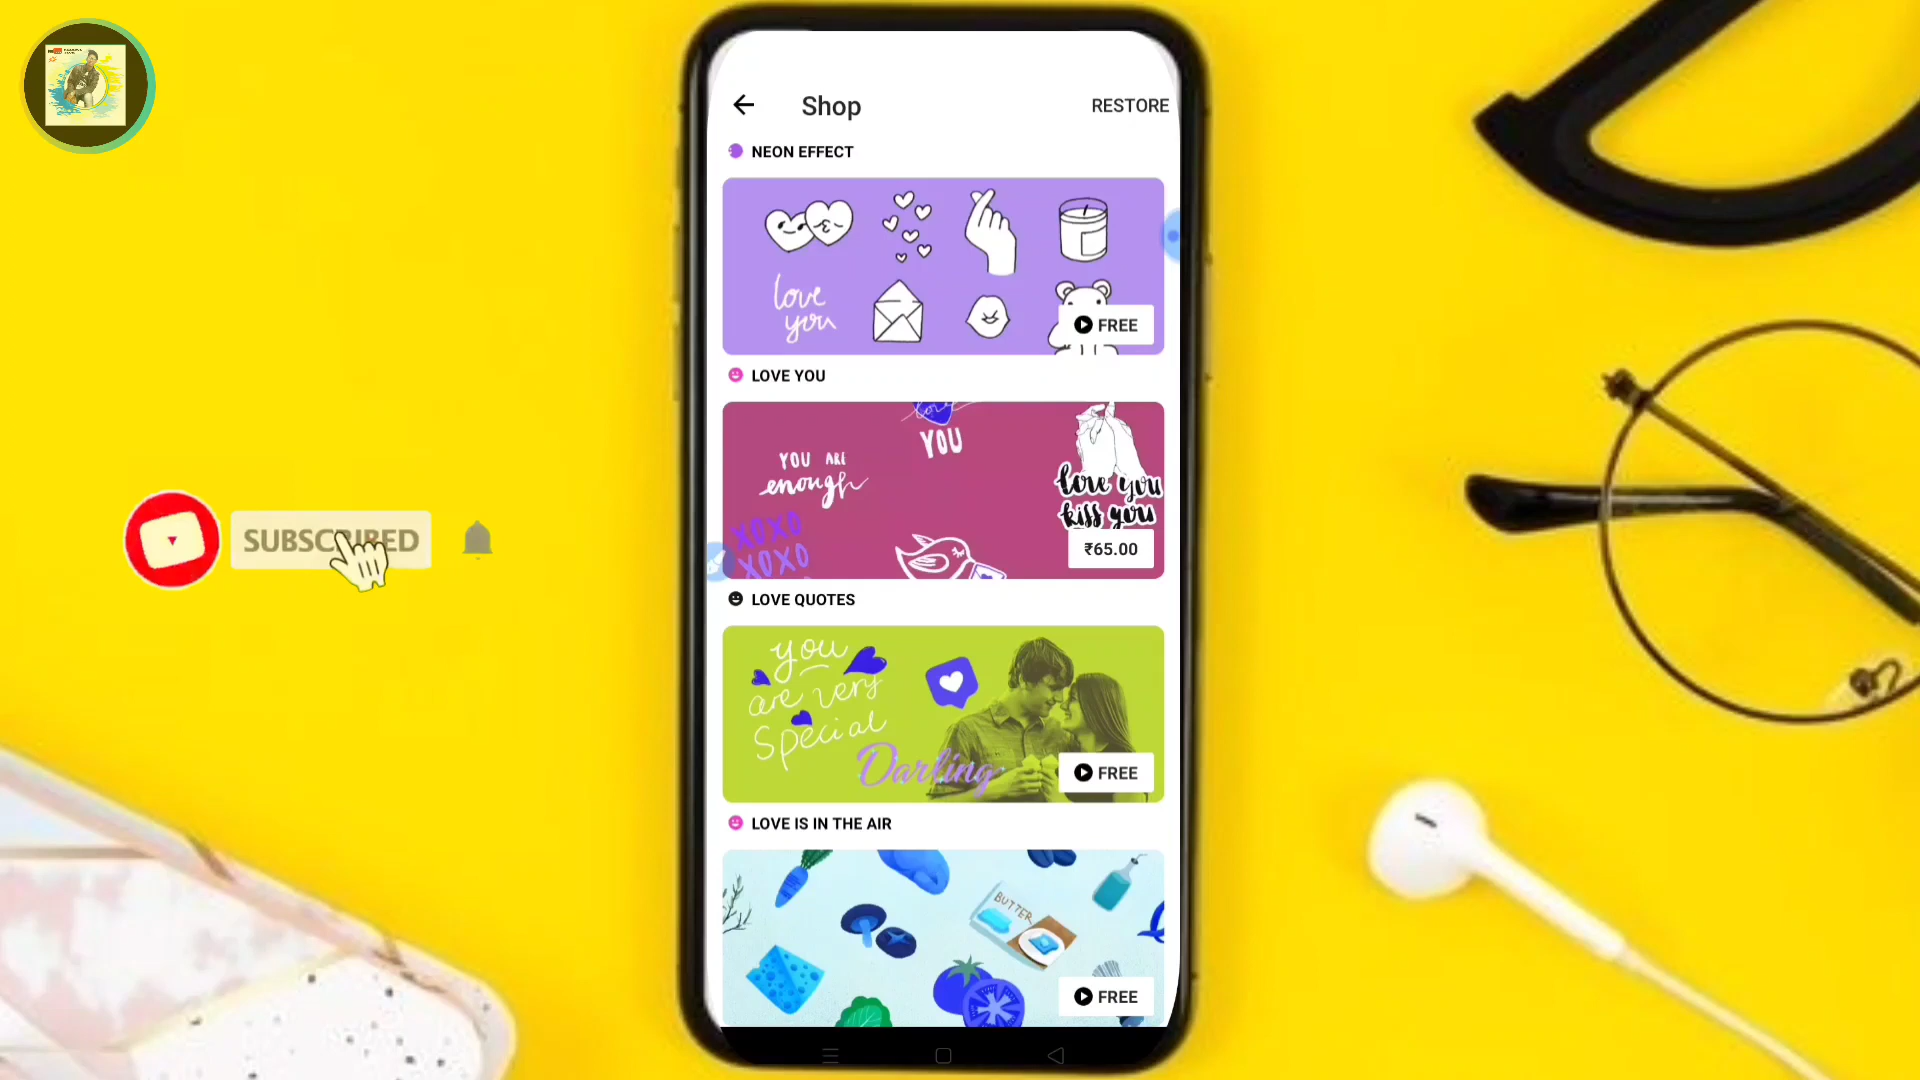 Shop
RESTORE
NEON EFFECT
love
you
FREE
LOVE YOU
love
YOU
YOU ARE
enough
love you
kiss you
XOXO
XOXO
₹65.00
LOVE QUOTES
you
are very
special
Darling
FREE
LOVE IS IN THE AIR
BUTTER
FREE
SUBSCRIBED